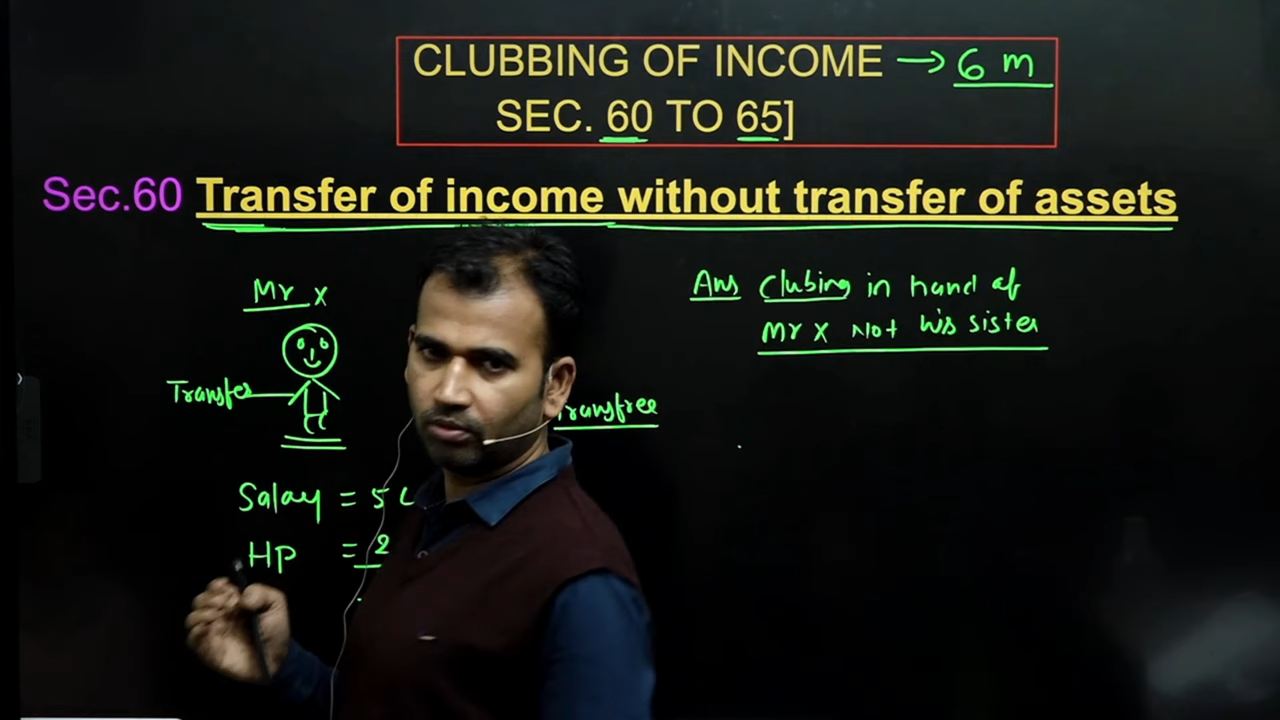 CLUBBING OF INCOME → 6 m
SEC. 60 TO 65]
Sec.60 Transfer of income without transfer of assets
Mr X
Transfer
Salay = 5 L
HP = 2
Ans Clubing in hand of
Mr X Not his sister
ransfree